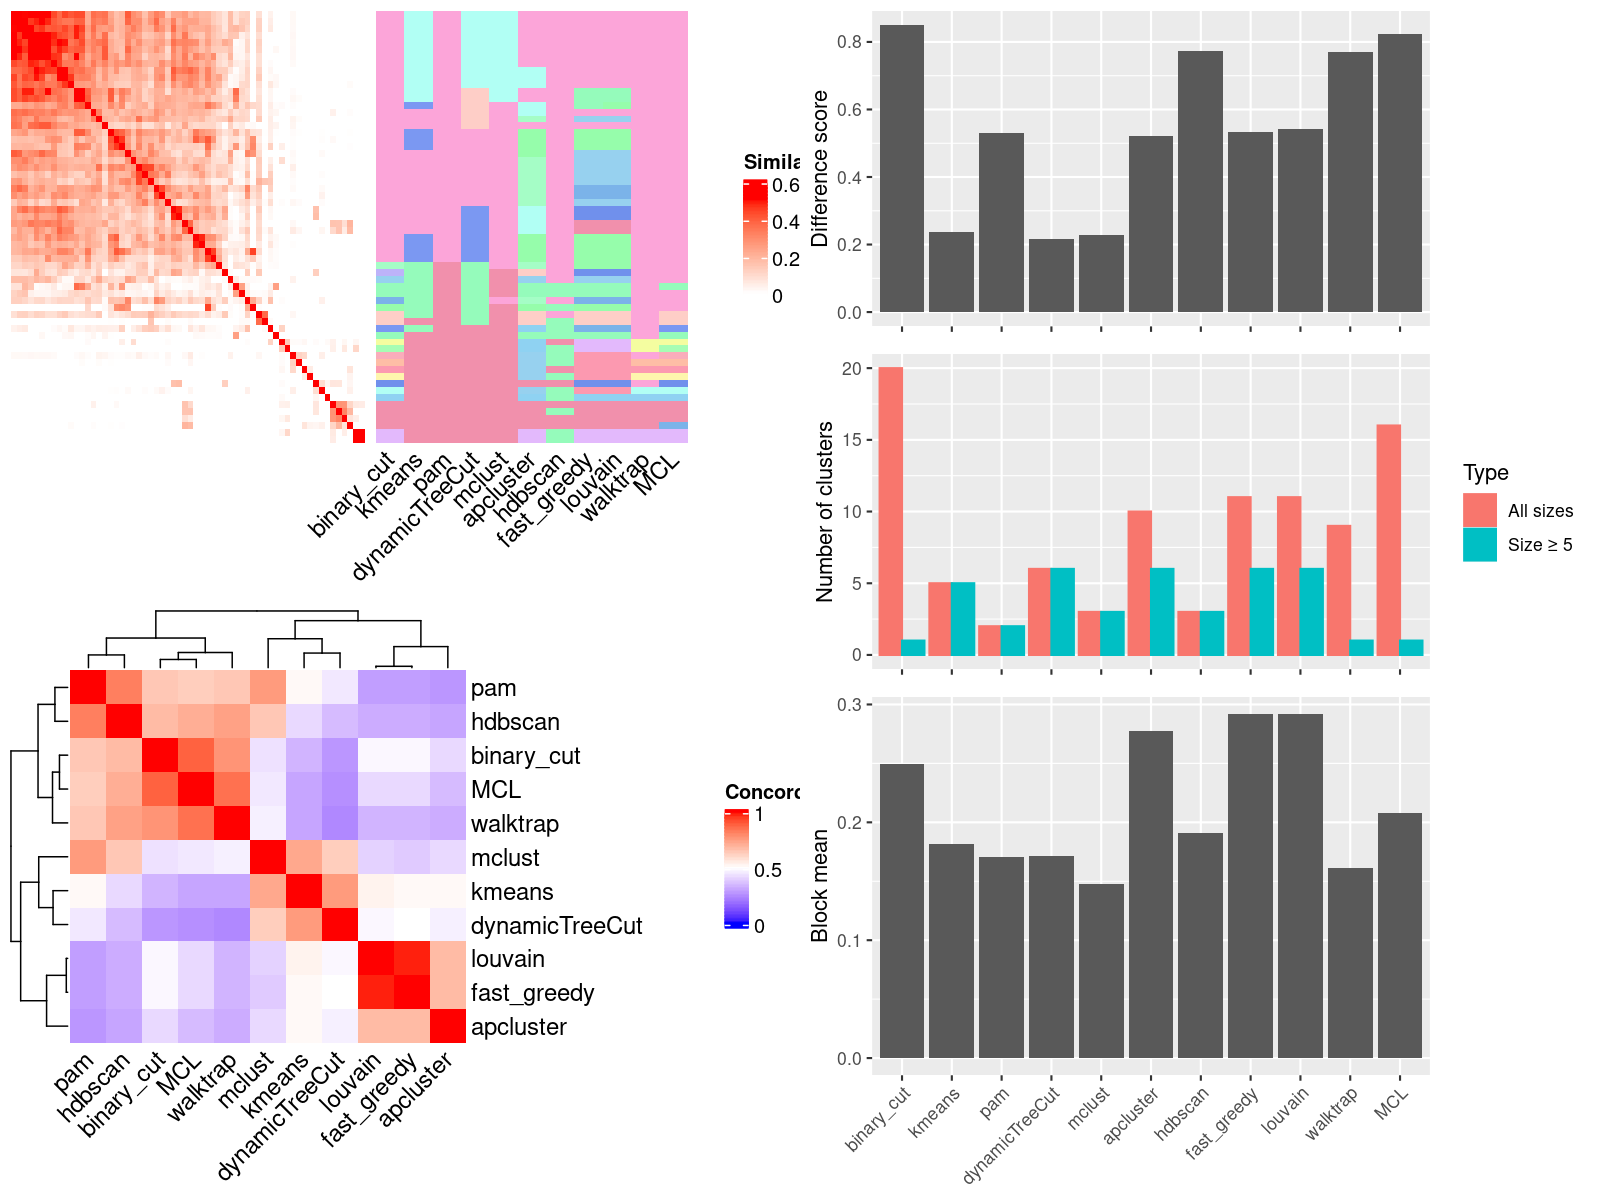 Simila
0.6
0.4
0.2
0
binary_cut
kmeans
pam
dynamicTreeCut
mclust
apcluster
hdbscan
fast_greedy
louvain
walktrap
MCL
pam
hdbscan
binary_cut
MCL
walktrap
mclust
kmeans
dynamicTreeCut
louvain
fast_greedy
apcluster
pam
hdbscan
binary_cut
MCL
walktrap
mclust
kmeans
dynamicTreeCut
louvain
fast_greedy
apcluster
Concord
1
0.5
0
Difference score
0.8
0.6
0.4
0.2
0.0
Number of clusters
20
15
10
5
0
Type
All sizes
Size ≥ 5
Block mean
0.3
0.2
0.1
0.0
binary_cut
kmeans
pam
dynamicTreeCut
mclust
apcluster
hdbscan
fast_greedy
louvain
walktrap
MCL